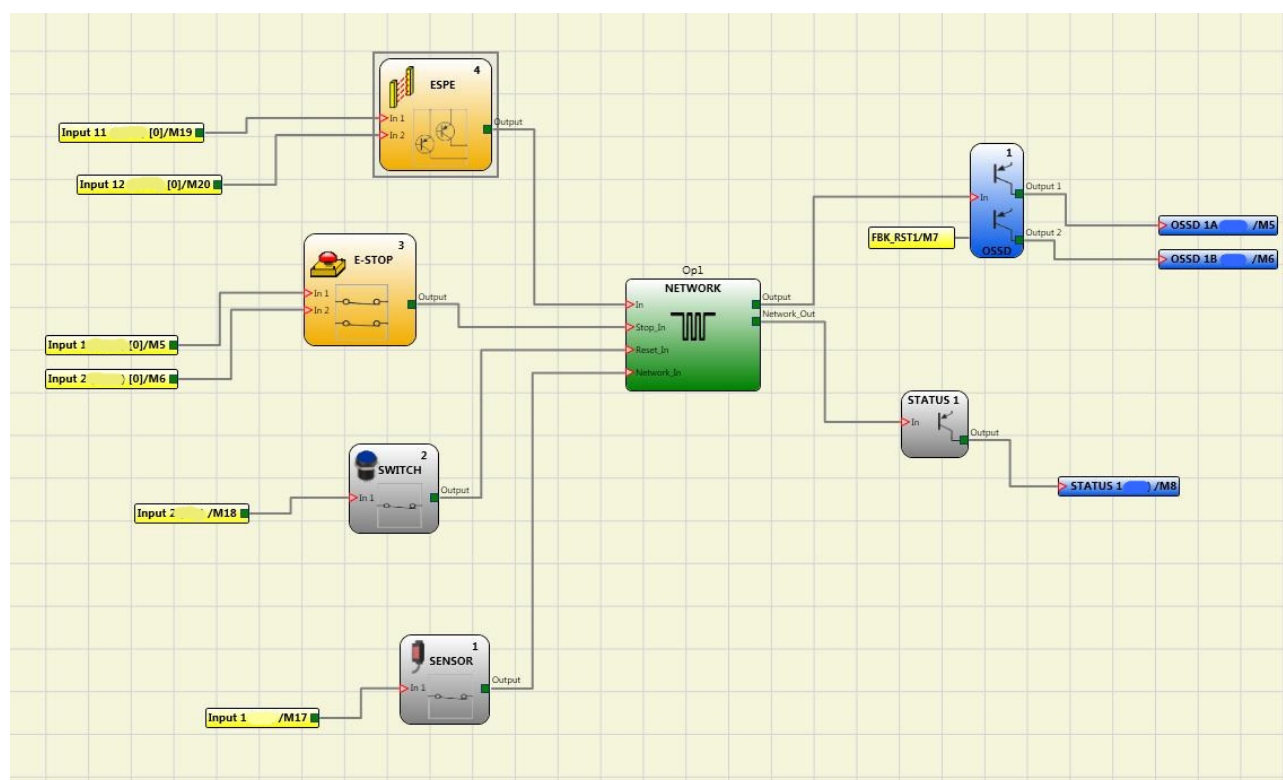 4
ESPE
In 1
In 2
Output
Input 11 [0]/M19
Input 12 [0]/M20
3
E-STOP
In 1
In 2
Output
Input 1 [0]/M5
Input 2 ) [0]/M6
2
SWITCH
In 1
Output
Input 2 /M18
1
SENSOR
In 1
Output
Input 1 /M17
Op1
NETWORK
In
Stop_In
Reset_In
Network_In
Output
Network_Out
1
In
Output 1
Output 2
OSSD
FBK_RST1/M7
OSSD 1A /M5
OSSD 1B /M6
STATUS 1
In
Output
STATUS 1 ) /M8